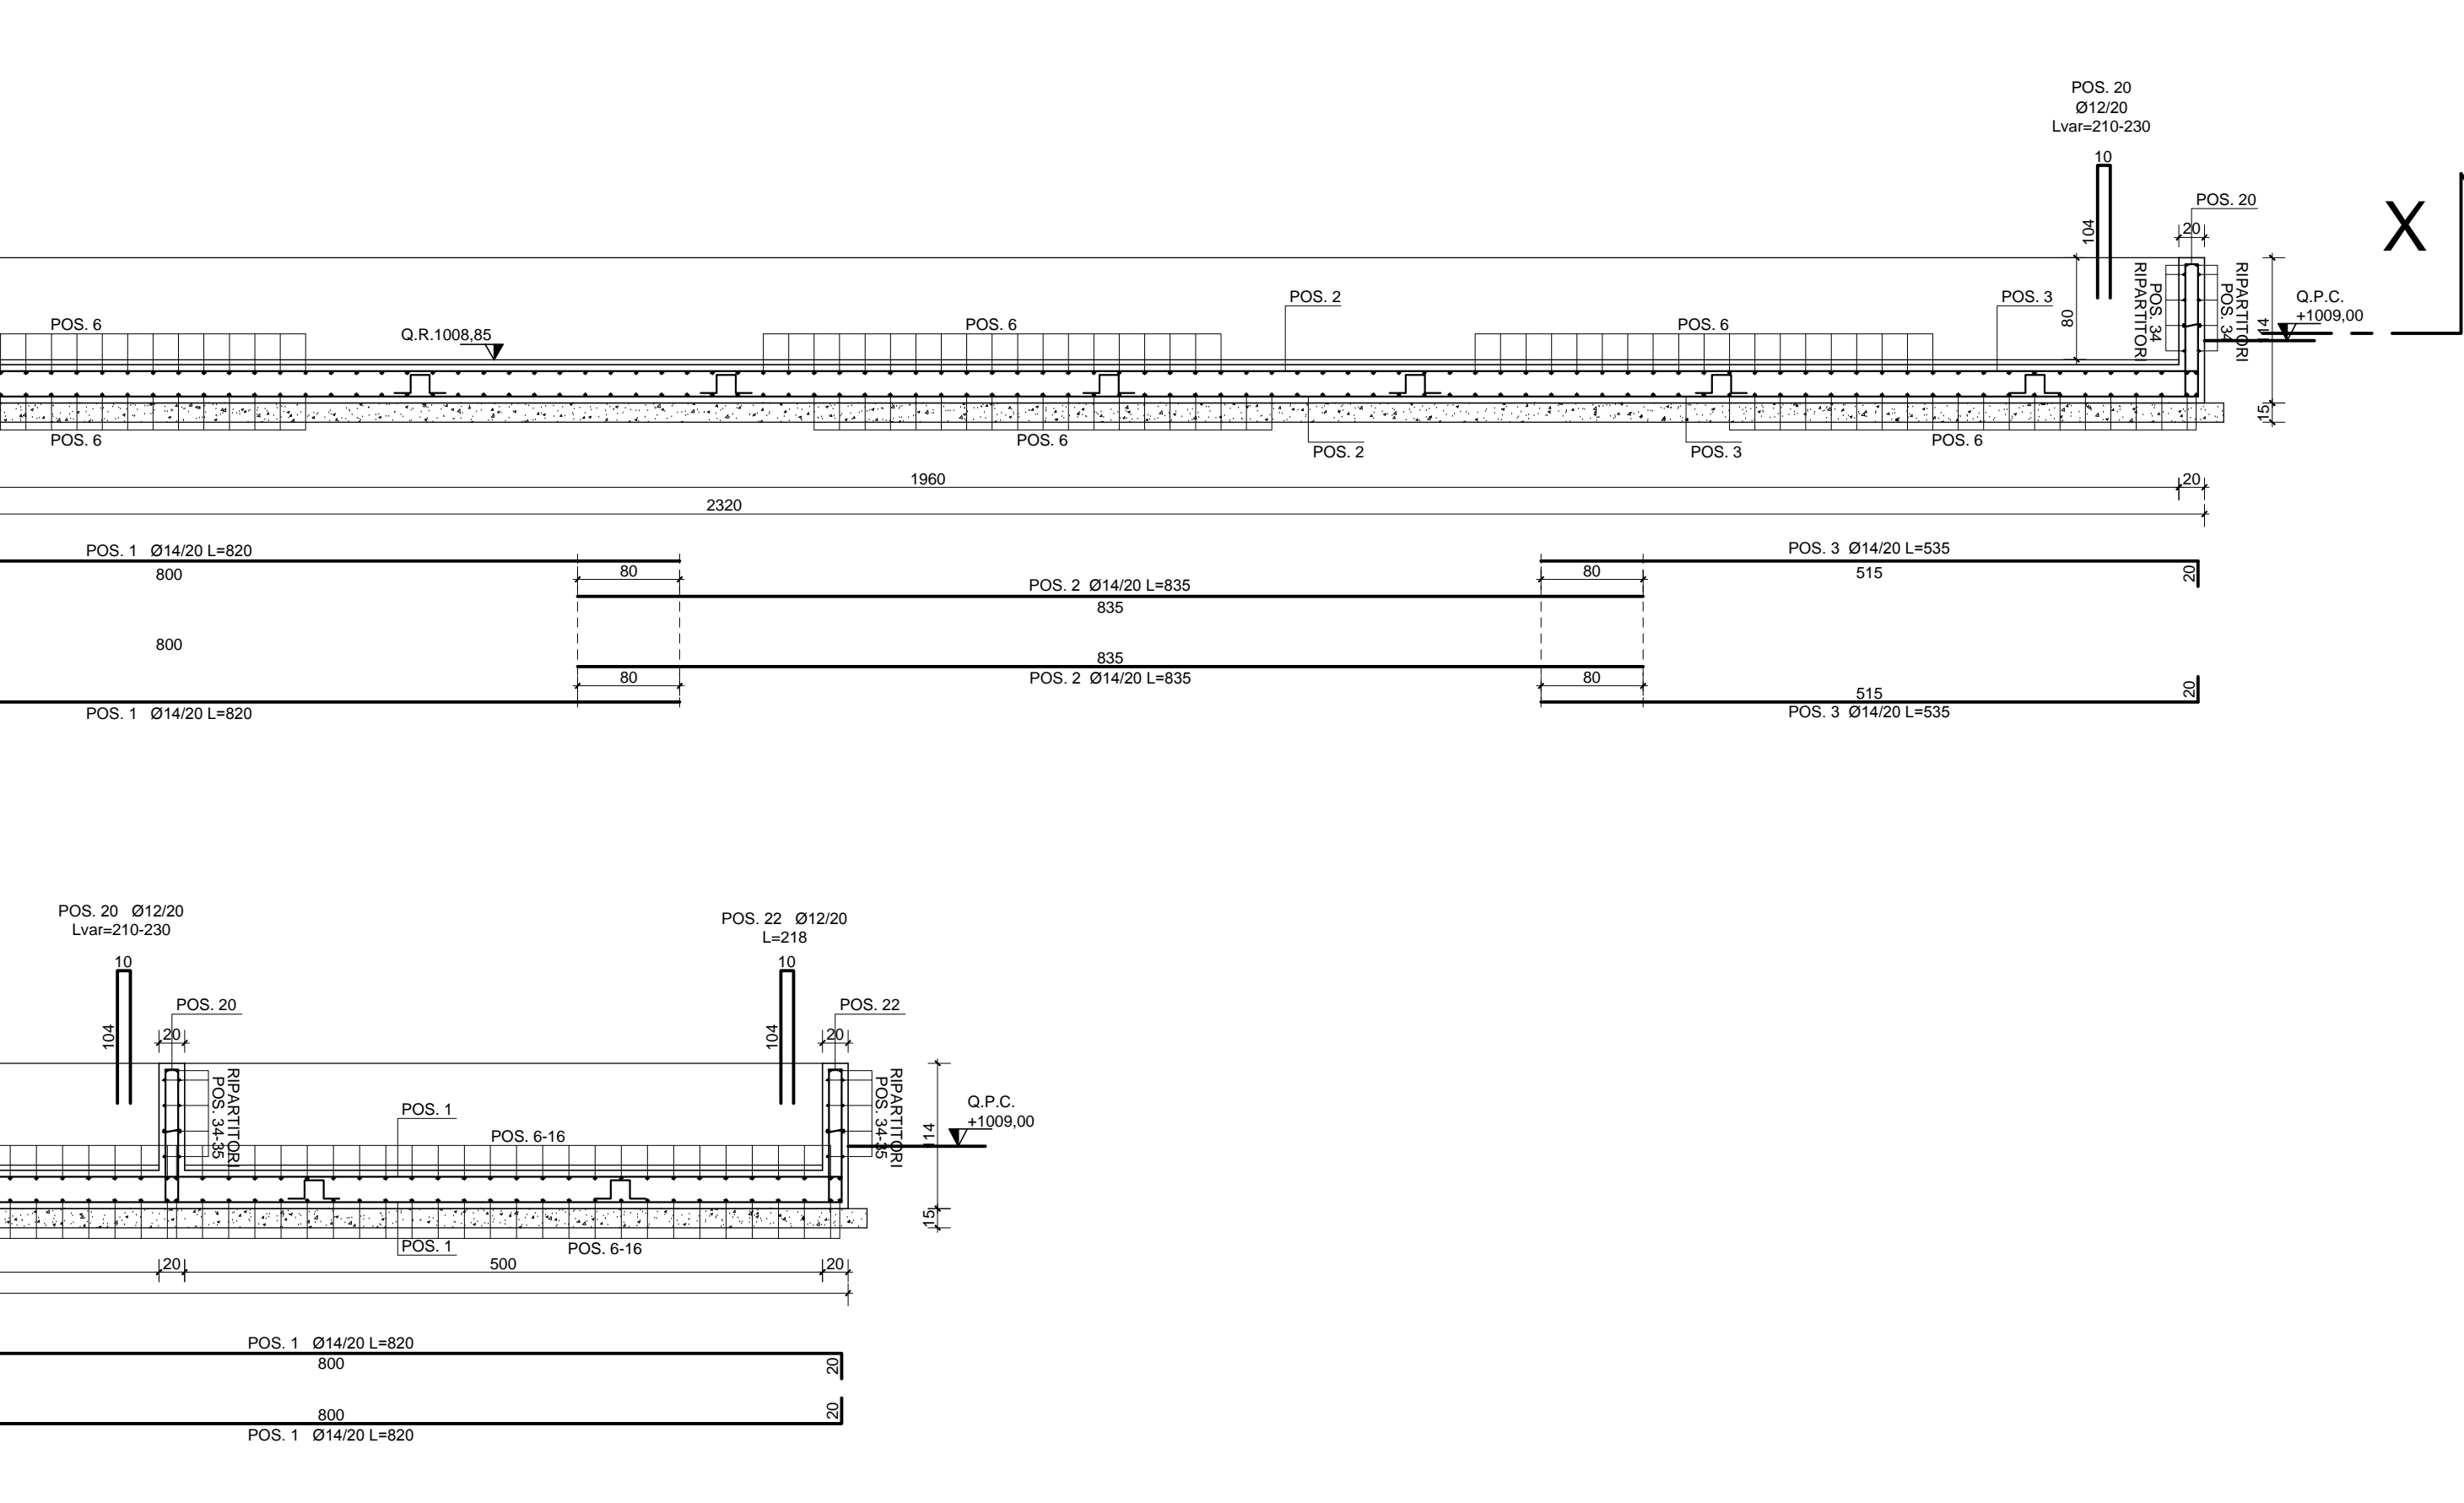 POS. 20
Ø12/20
Lvar=210-230
10
104
POS. 20
20
X
RIPARTITORI
POS. 34
RIPARTITORI
POS. 34
80
114
15
Q.P.C.
+1009,00
POS. 6
Q.R.1008,85
POS. 6
POS. 2
POS. 6
POS. 3
POS. 6
POS. 6
POS. 2
POS. 3
POS. 6
1960
20
2320
POS. 1 Ø14/20 L=820
800
80
POS. 2 Ø14/20 L=835
835
80
POS. 3 Ø14/20 L=535
515
20
800
POS. 1 Ø14/20 L=820
80
835
POS. 2 Ø14/20 L=835
80
515
POS. 3 Ø14/20 L=535
20
POS. 20 Ø12/20
Lvar=210-230
10
104
POS. 20
20
RIPARTITORI
POS. 34-35
POS. 22 Ø12/20
L=218
10
104
POS. 22
20
RIPARTITORI
POS. 34-35
114
15
Q.P.C.
+1009,00
POS. 1
POS. 6-16
POS. 1
POS. 6-16
20
500
20
POS. 1 Ø14/20 L=820
800
20
800
20
POS. 1 Ø14/20 L=820